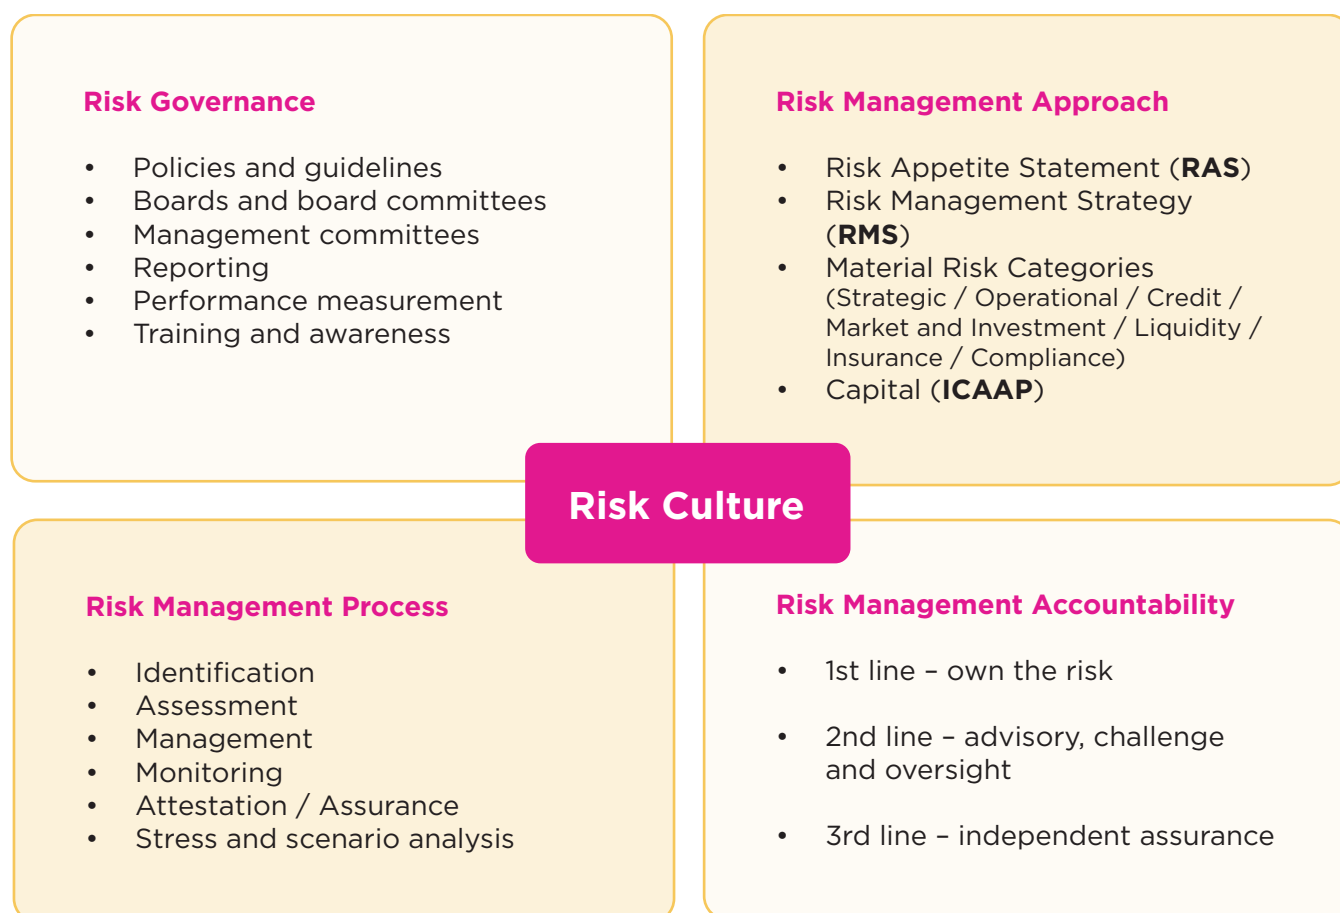 Risk Governance
• Policies and guidelines
• Boards and board committees
• Management committees
• Reporting
• Performance measurement
• Training and awareness
Risk Management Approach
• Risk Appetite Statement (RAS)
• Risk Management Strategy
(RMS)
• Material Risk Categories
(Strategic / Operational / Credit /
Market and Investment / Liquidity /
Insurance / Compliance)
• Capital (ICAAP)
Risk Culture
Risk Management Process
• Identification
• Assessment
• Management
• Monitoring
• Attestation / Assurance
• Stress and scenario analysis
Risk Management Accountability
• 1st line – own the risk
• 2nd line – advisory, challenge
and oversight
• 3rd line – independent assurance